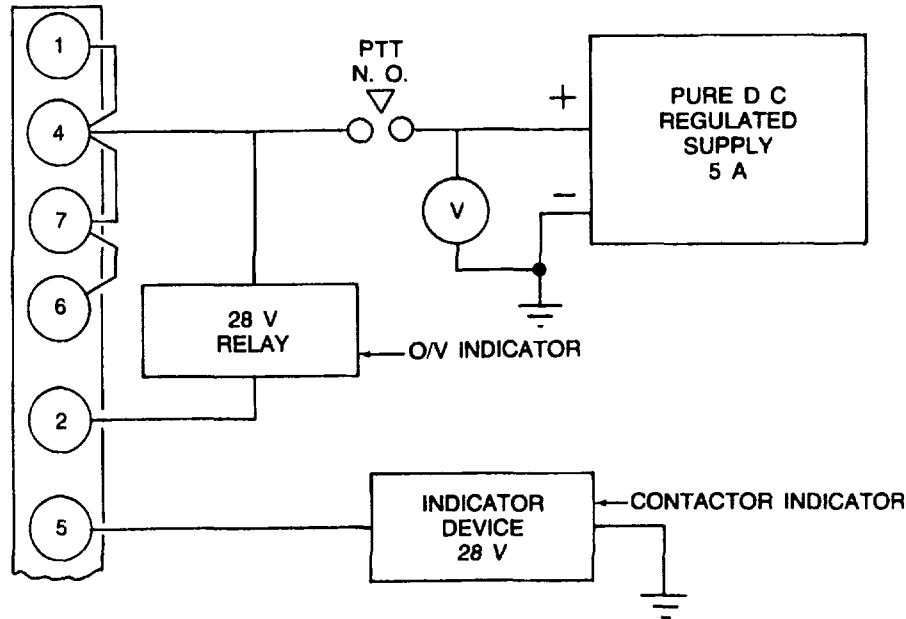 1
4
7
6
2
5
PTT
N. O.
+
−
V
PURE D C
REGULATED
SUPPLY
5 A
28 V
RELAY
O/V INDICATOR
INDICATOR
DEVICE
28 V
CONTACTOR INDICATOR